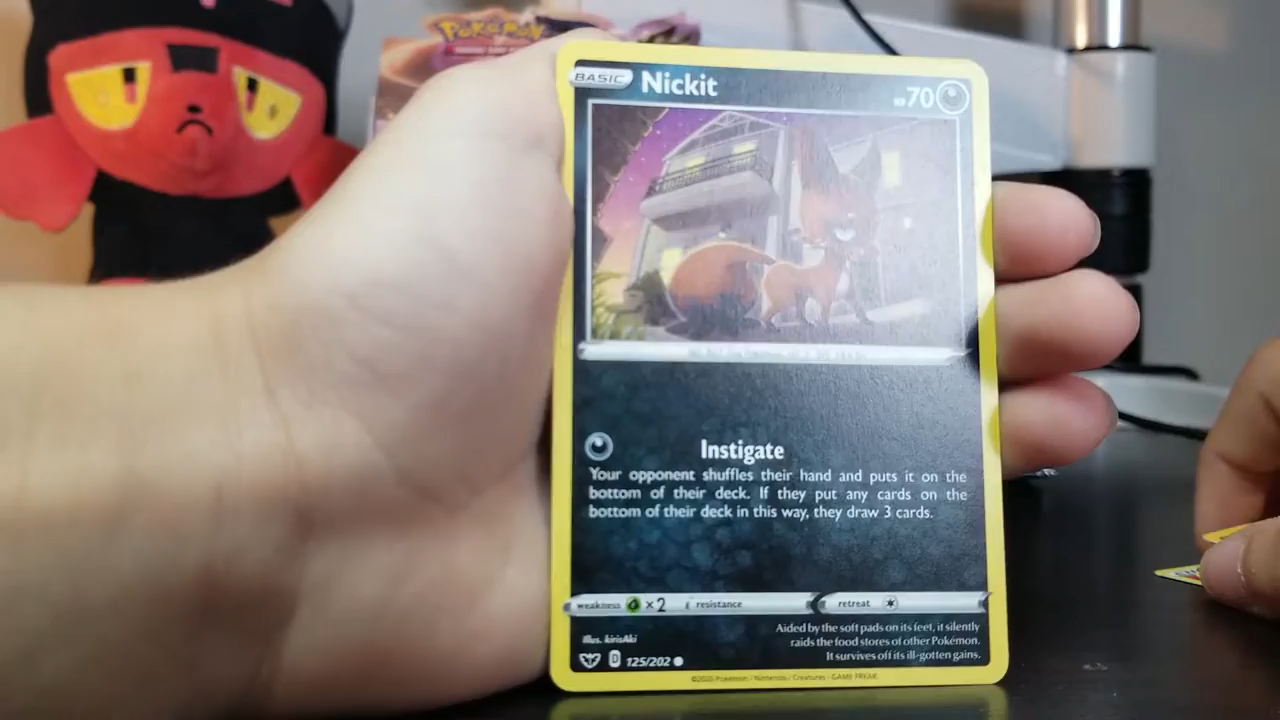 POKÉMON
BASIC Nickit HP 70
Instigate
Your opponent shuffles their hand and puts it on the
bottom of their deck. If they put any cards on the
bottom of their deck in this way, they draw 3 cards.
weakness ×2 resistance retreat
Illus. kirisAki
Aided by the soft pads on its feet, it silently
raids the food stores of other Pokémon.
It survives off its ill-gotten gains.
D 125/202
©2020 Pokémon / Nintendo / Creatures / GAME FREAK